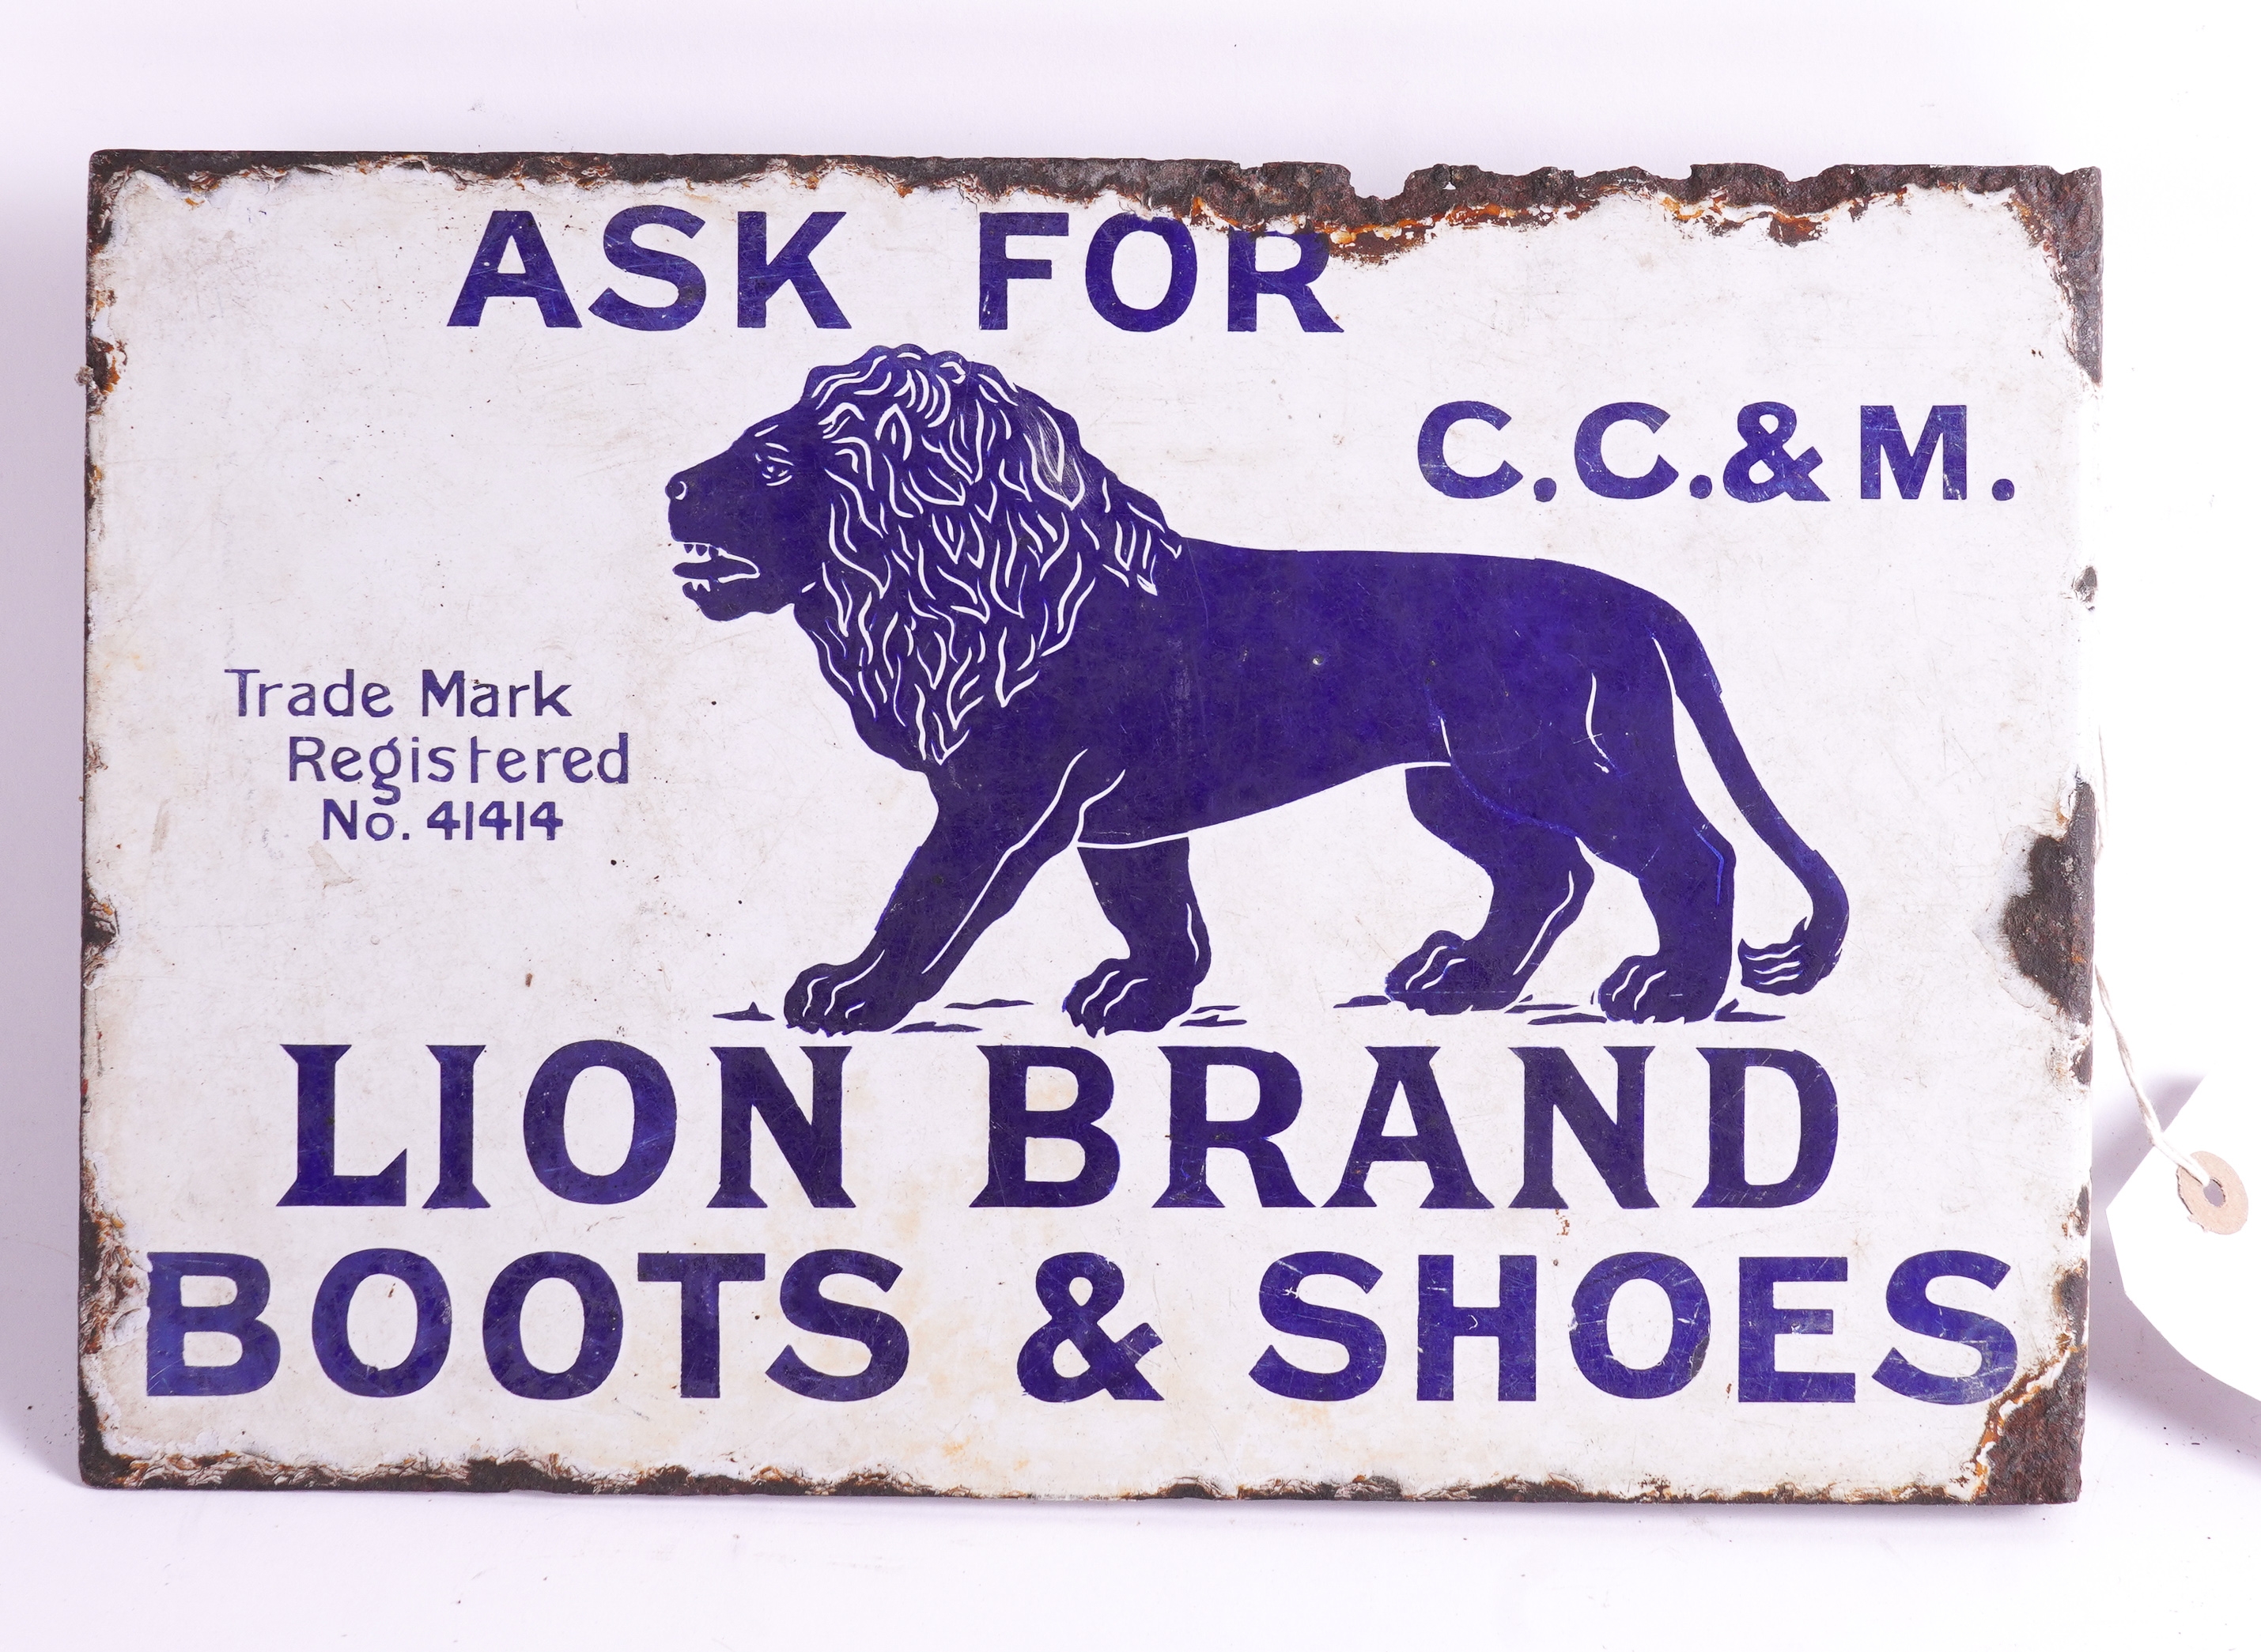 ASK FOR
C.C.& M.
Trade Mark
Registered
No. 41414
LION BRAND
BOOTS & SHOES